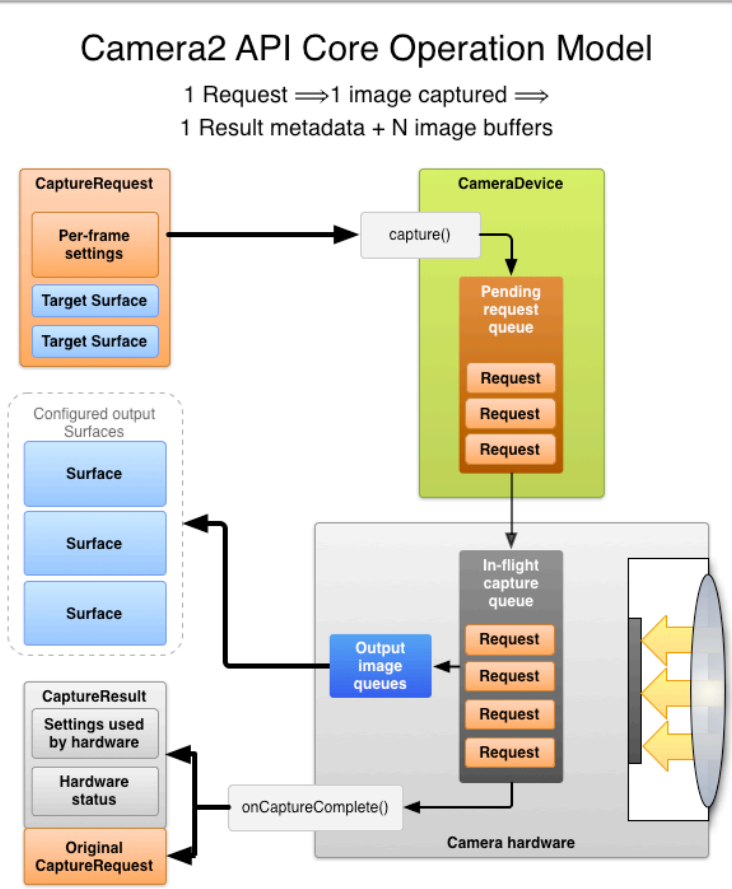 Camera2 API Core Operation Model
1 Request ⟹1 image captured ⟹
1 Result metadata + N image buffers
CaptureRequest
Per-frame
settings
Target Surface
Target Surface
capture()
CameraDevice
Pending
request
queue
Request
Request
Request
Configured output
Surfaces
Surface
Surface
Surface
In-flight
capture
queue
Request
Request
Request
Request
Output
image
queues
CaptureResult
Settings used
by hardware
Hardware
status
Original
CaptureRequest
onCaptureComplete()
Camera hardware